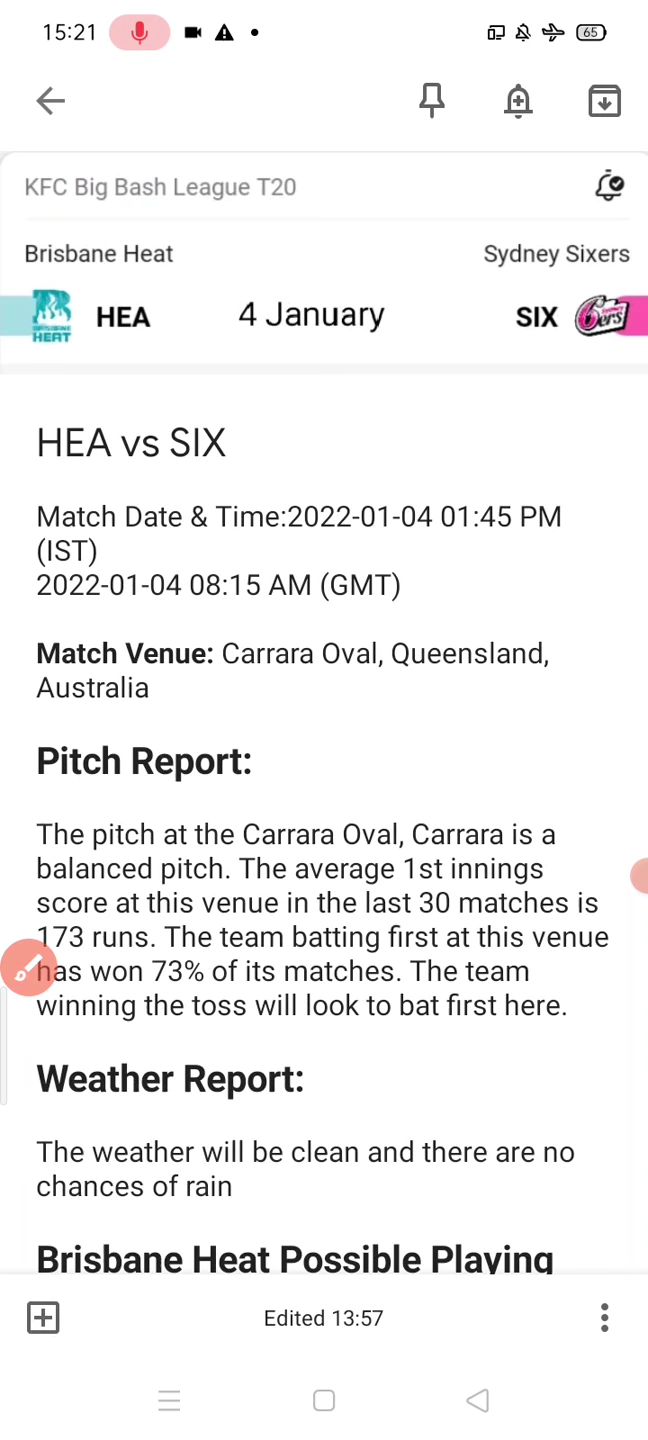 15:21
65
KFC Big Bash League T20
Brisbane Heat Sydney Sixers
HEAT
HEA 4 January SIX 6ers
HEA vs SIX
Match Date & Time:2022-01-04 01:45 PM
(IST)
2022-01-04 08:15 AM (GMT)
Match Venue: Carrara Oval, Queensland,
Australia
Pitch Report:
The pitch at the Carrara Oval, Carrara is a
balanced pitch. The average 1st innings
score at this venue in the last 30 matches is
173 runs. The team batting first at this venue
has won 73% of its matches. The team
winning the toss will look to bat first here.
Weather Report:
The weather will be clean and there are no
chances of rain
Brisbane Heat Possible Playing
Edited 13:57